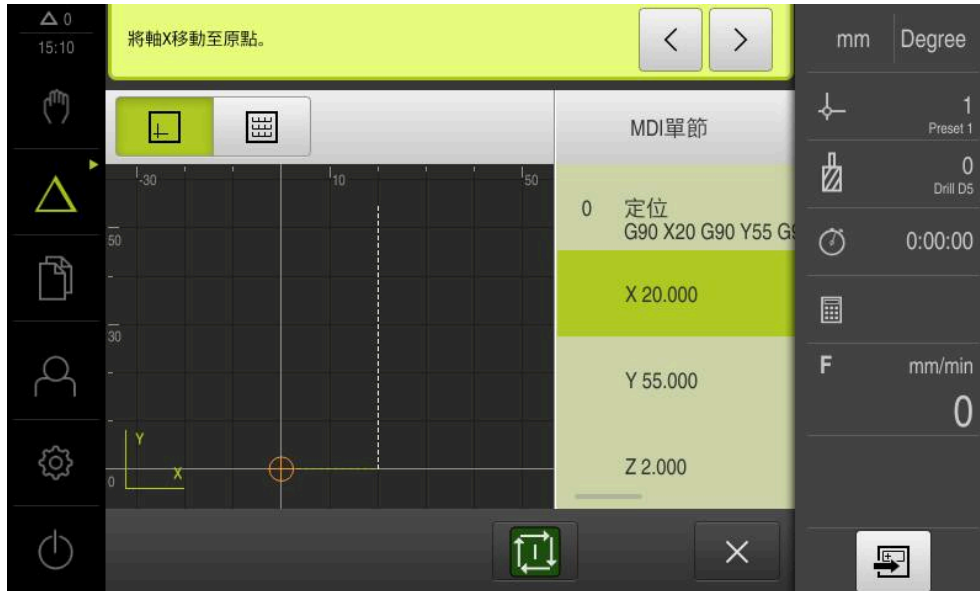 0
15:10
將軸X移動至原點。
mm Degree
1
Preset 1
0
Drill D5
0:00:00
F mm/min
0
MDI單節
0 定位
G90 X20 G90 Y55
X 20.000
Y 55.000
Z 2.000
-30 10 50
50
30
0
Y
X